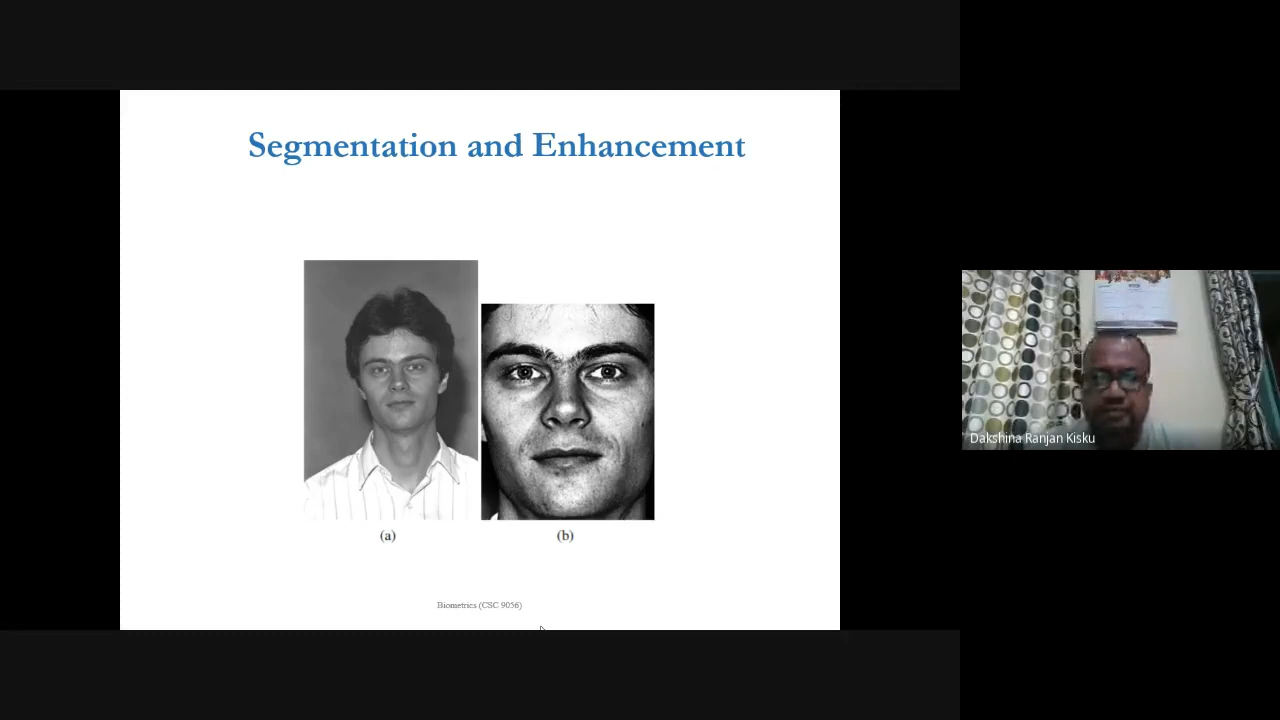 Segmentation and Enhancement
(a)
(b)
Biometrics (CSC 9056)
Dakshina Ranjan Kisku